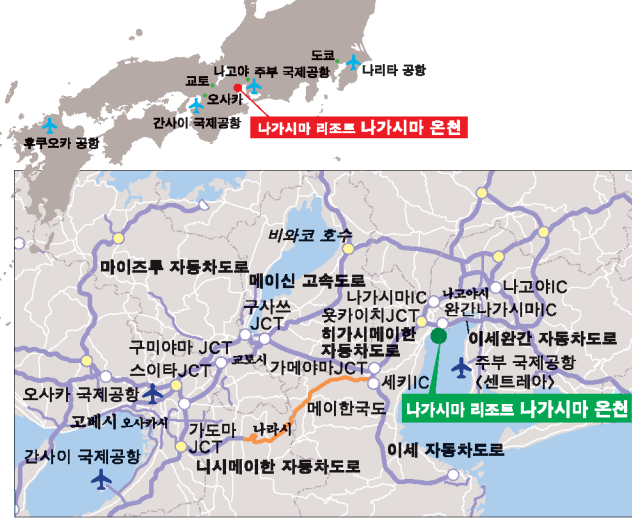 도쿄
나리타 공항
나고야
주부 국제공항
교토
오사카
간사이 국제공항
후쿠오카 공항
나가시마 리조트 나가시마 온천
비와코 호수
마이즈루 자동차도로
메이신 고속도로
구사쓰
JCT
나가시마IC
나고야시
나고야IC
욧카이치JCT
완간나가시마IC
히가시메이한
자동차도로
이세완간 자동차도로
구미야마 JCT
교토시
스이타JCT
가메야마JCT
주부 국제공항
<센트레아>
오사카 국제공항
세키IC
고베시
오사카시
메이한국도
나가시마 리조트 나가시마 온천
가도마
JCT
나라시
간사이 국제공항
니시메이한 자동차도로
이세 자동차도로